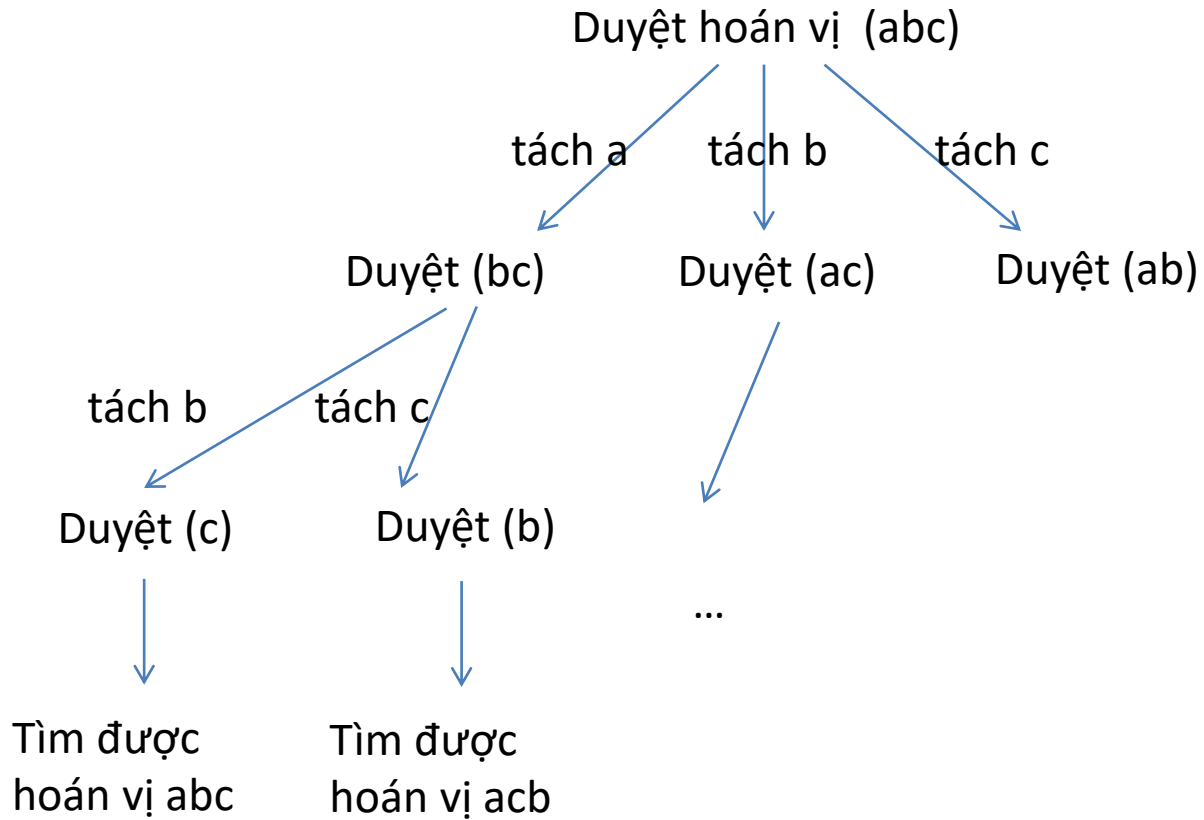 Duyệt hoán vị (abc)
tách a
tách b
tách c
Duyệt (bc)
Duyệt (ac)
Duyệt (ab)
tách b
tách c
Duyệt (c)
Duyệt (b)
...
Tìm được
hoán vị abc
Tìm được
hoán vị acb